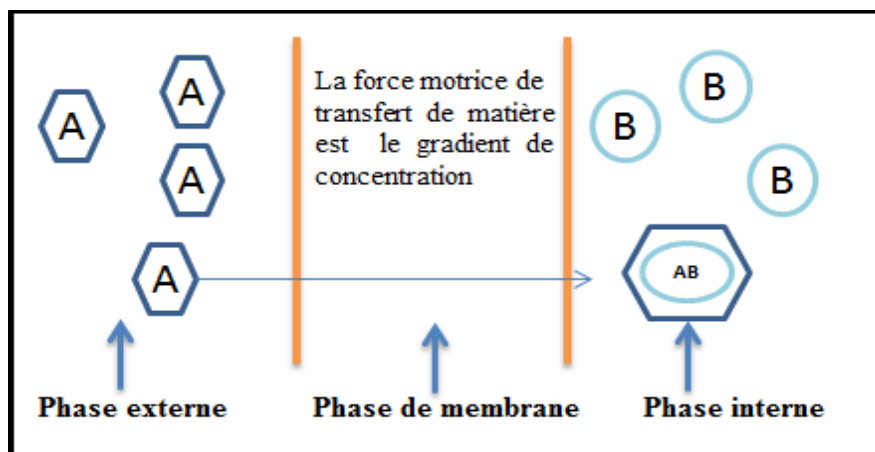 La force motrice de
transfert de matière
est le gradient de
concentration
A
A
A
A
B
B
B
AB
Phase externe
Phase de membrane
Phase interne